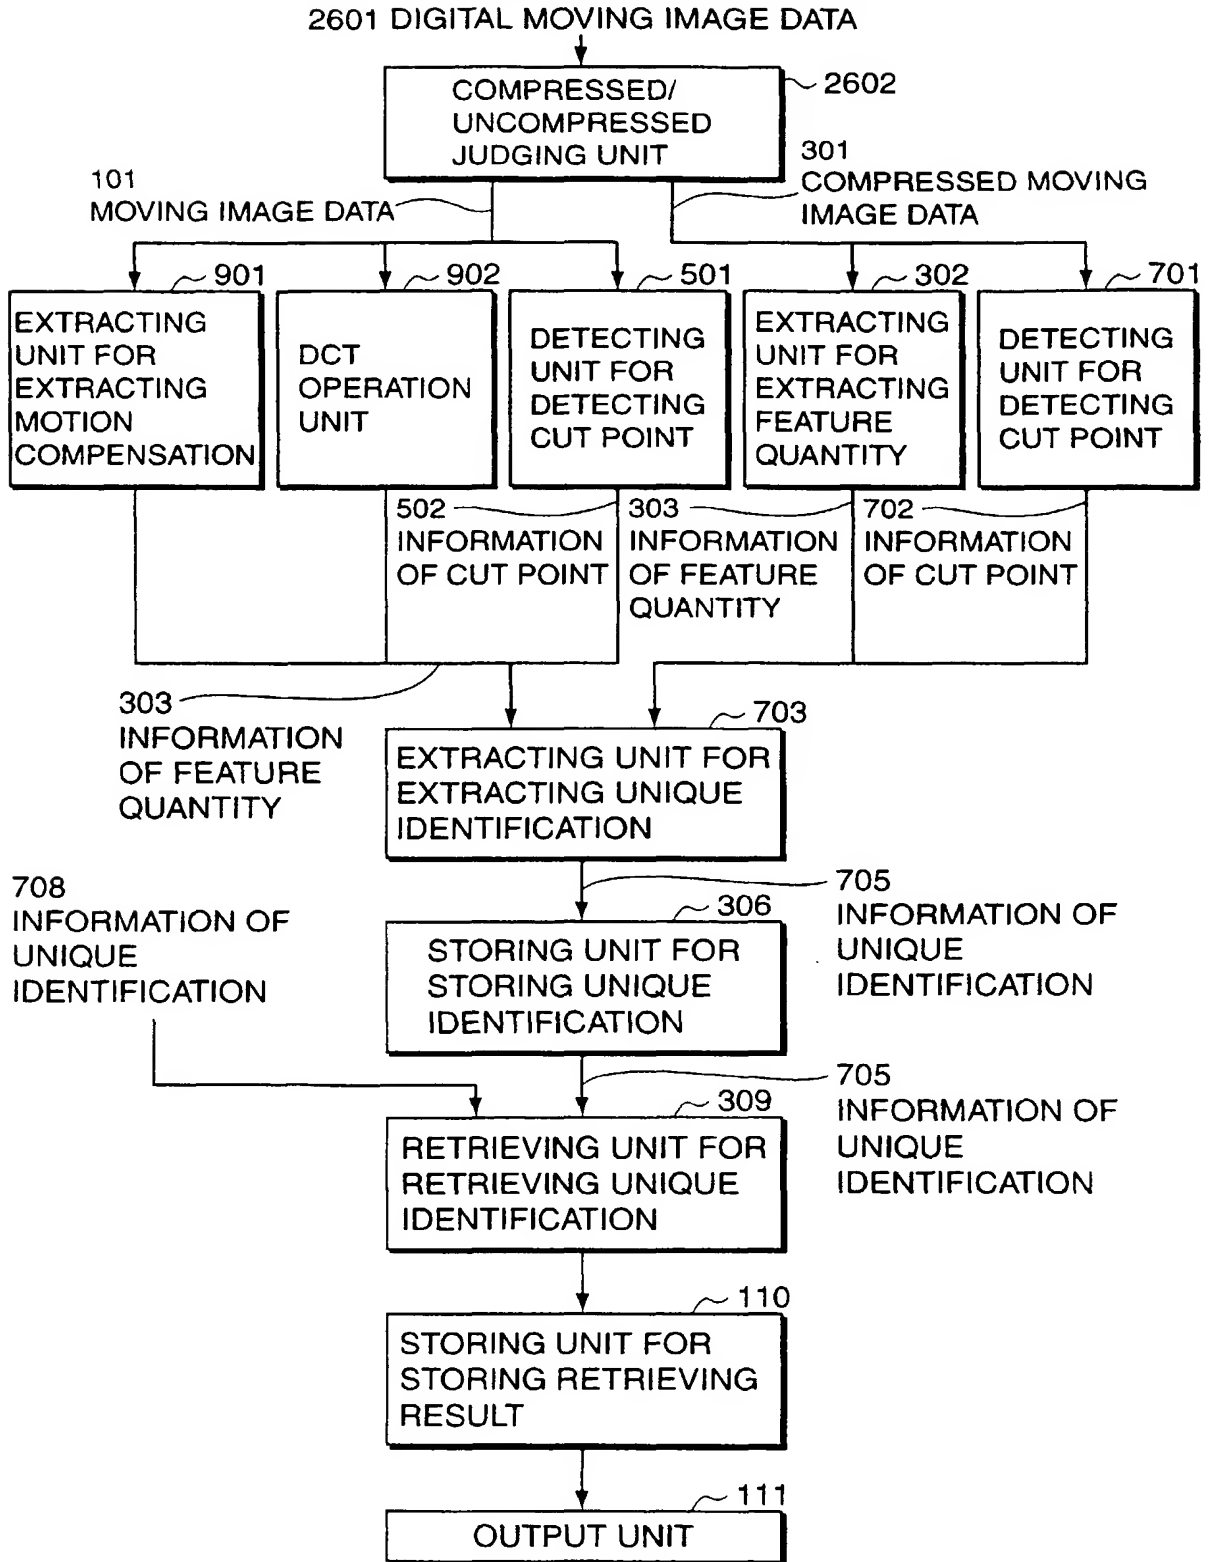 2601 DIGITAL MOVING IMAGE DATA
COMPRESSED/
UNCOMPRESSED
JUDGING UNIT
2602
101
MOVING IMAGE DATA
301
COMPRESSED MOVING
IMAGE DATA
901
EXTRACTING
UNIT FOR
EXTRACTING
MOTION
COMPENSATION
902
DCT
OPERATION
UNIT
501
DETECTING
UNIT FOR
DETECTING
CUT POINT
302
EXTRACTING
UNIT FOR
EXTRACTING
FEATURE
QUANTITY
701
DETECTING
UNIT FOR
DETECTING
CUT POINT
502
INFORMATION
OF CUT POINT
303
INFORMATION
OF FEATURE
QUANTITY
702
INFORMATION
OF CUT POINT
303
INFORMATION
OF FEATURE
QUANTITY
703
EXTRACTING UNIT FOR
EXTRACTING UNIQUE
IDENTIFICATION
705
INFORMATION OF
UNIQUE
IDENTIFICATION
708
INFORMATION OF
UNIQUE
IDENTIFICATION
306
STORING UNIT FOR
STORING UNIQUE
IDENTIFICATION
705
INFORMATION OF
UNIQUE
IDENTIFICATION
309
RETRIEVING UNIT FOR
RETRIEVING UNIQUE
IDENTIFICATION
110
STORING UNIT FOR
STORING RETRIEVING
RESULT
111
OUTPUT UNIT